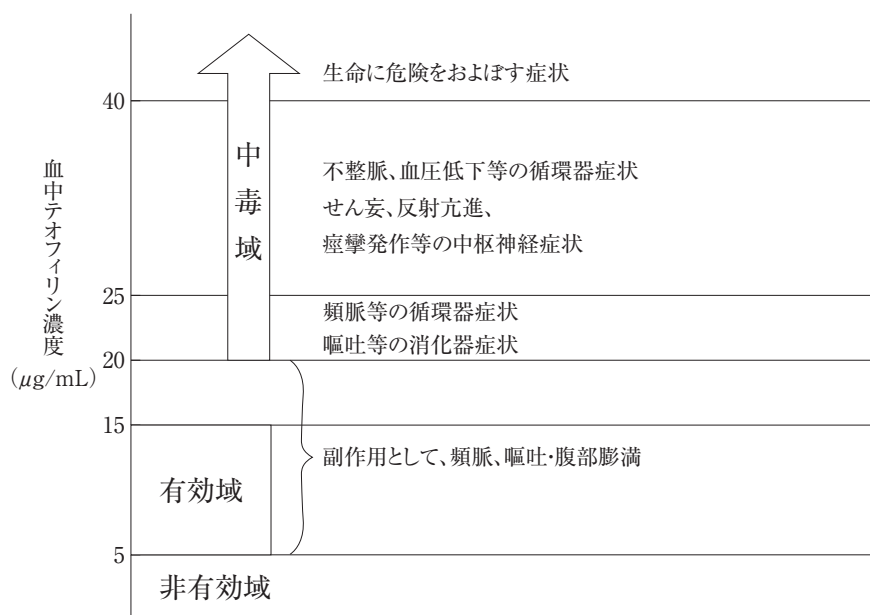 生命に危険をおよぼす症状
40
中毒域
不整脈、血圧低下等の循環器症状
せん妄、反射亢進、
痙攣発作等の中枢神経症状
血中テオフィリン濃度
(μg/mL)
25
頻脈等の循環器症状
嘔吐等の消化器症状
20
15
副作用として、頻脈、嘔吐・腹部膨満
有効域
5
非有効域